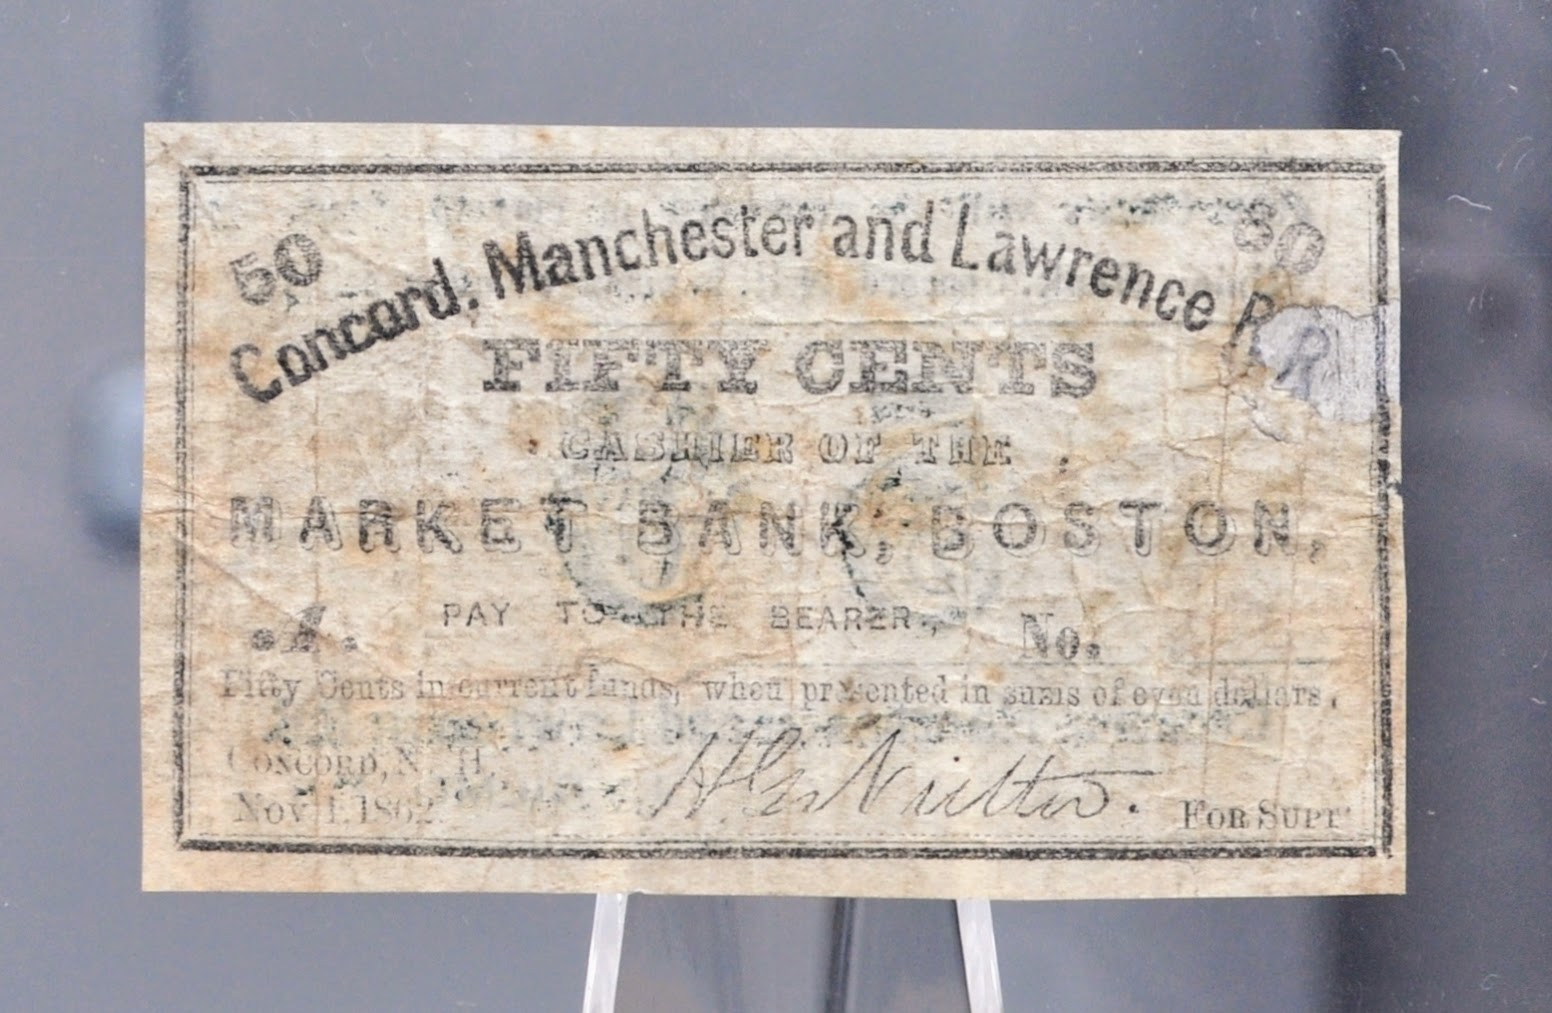 50
50
Concord, Manchester and Lawrence R
FIFTY CENTS
CASHIER OF THE
MARKET BANK, BOSTON,
.1. PAY TO THE BEARER, No.
Fifty Cents in current funds, when presented in sums of even dollars.
CONCORD, N. H.
Nov 1. 1862. FOR SUPT